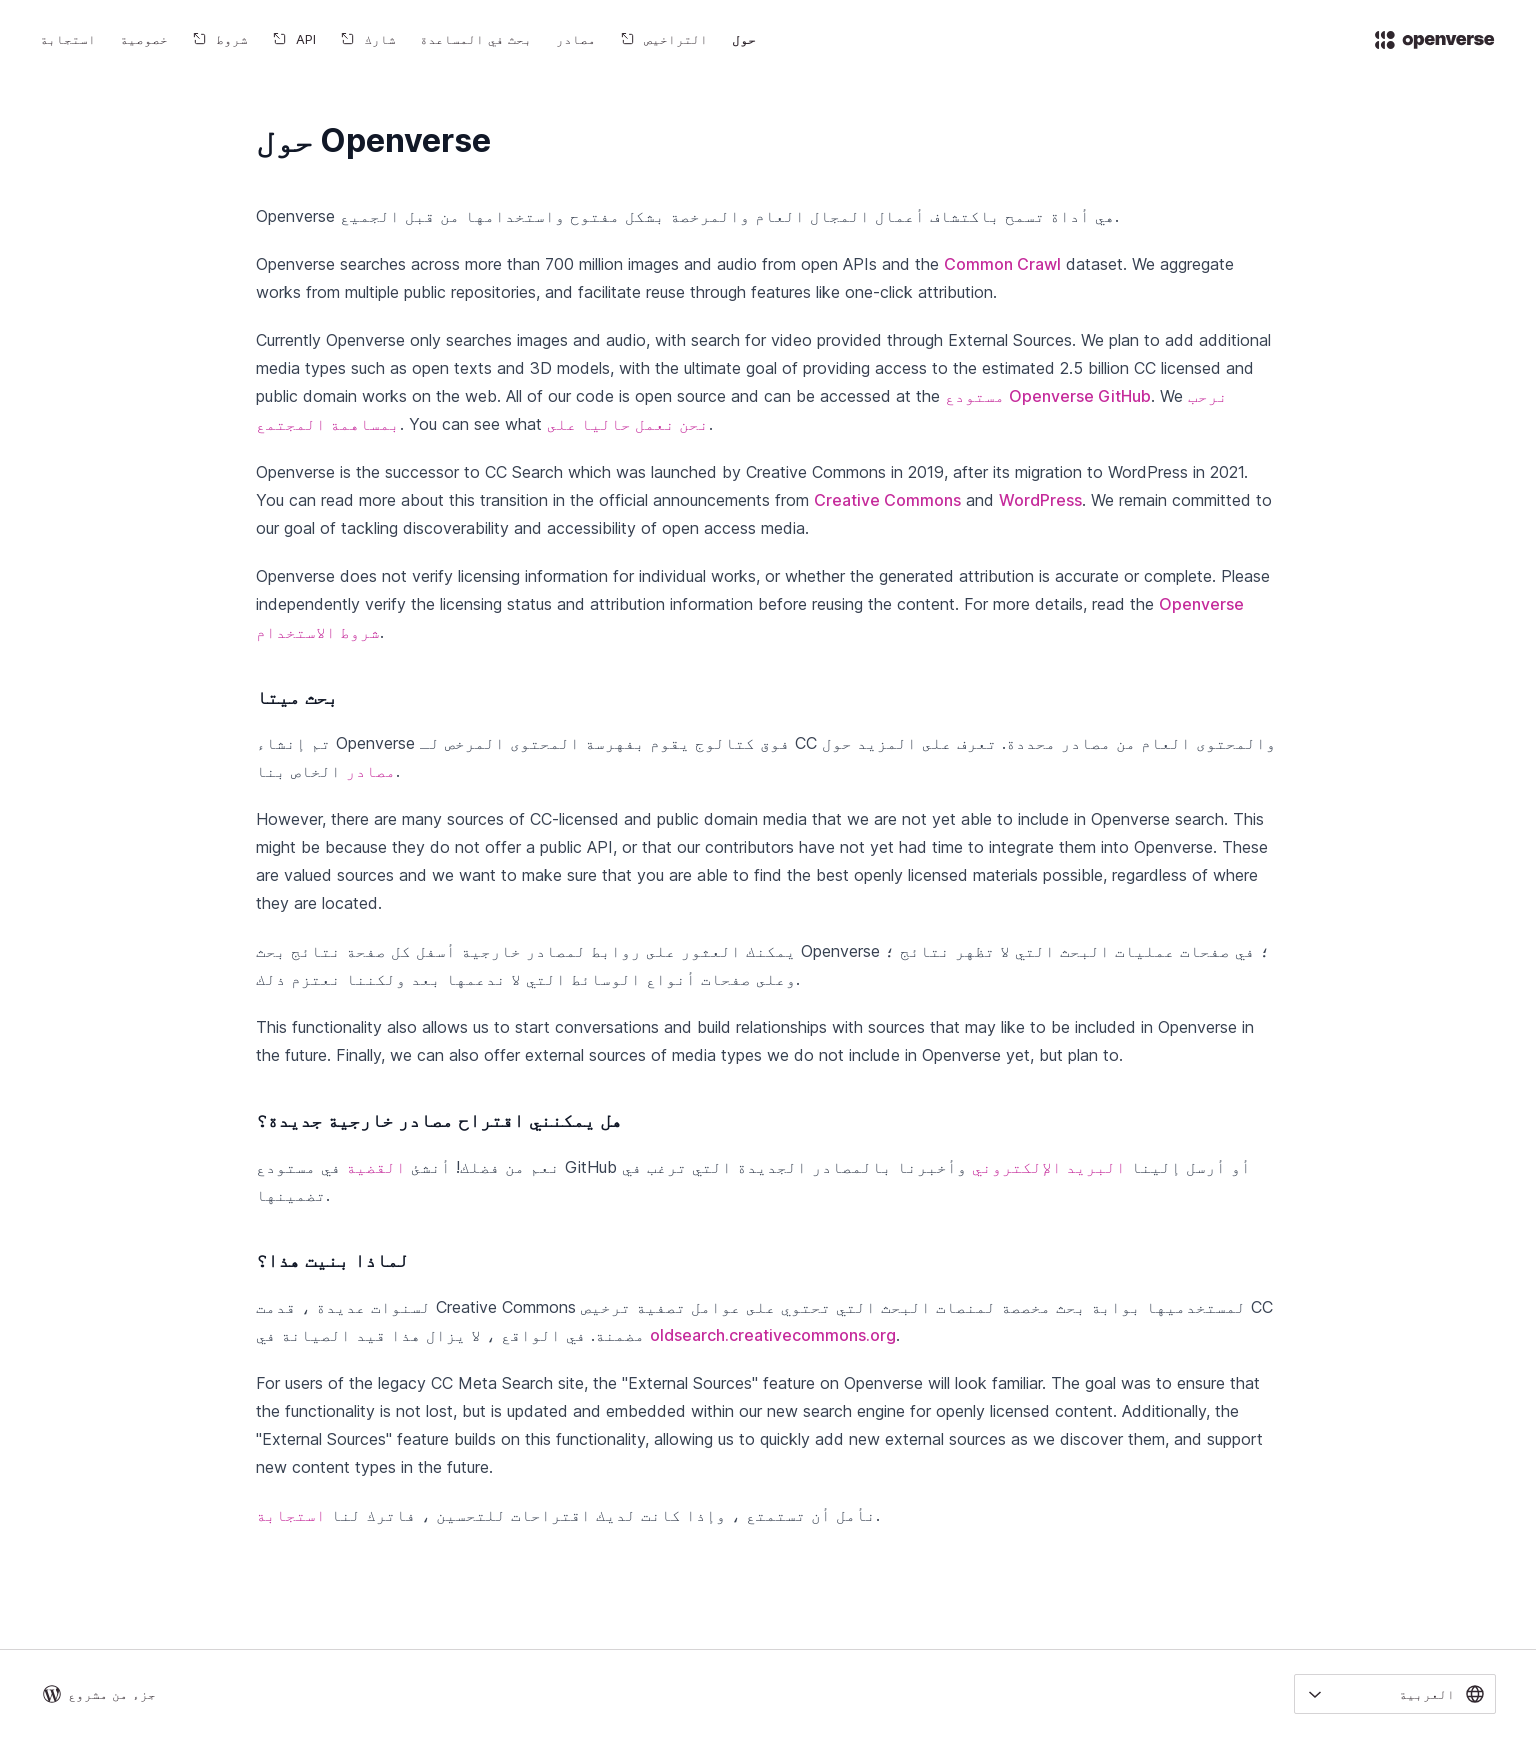 openverse
حول
التراخيص
مصادر
بحث في المساعدة
شارك
API
شروط
خصوصية
استجابة
حول Openverse
Openverse هي أداة تسمح باكتشاف أعمال المجال العام والمرخصة بشكل مفتوح واستخدامها من قبل الجميع.
Openverse searches across more than 700 million images and audio from open APIs and the Common Crawl dataset. We aggregate
works from multiple public repositories, and facilitate reuse through features like one-click attribution.
Currently Openverse only searches images and audio, with search for video provided through External Sources. We plan to add additional
media types such as open texts and 3D models, with the ultimate goal of providing access to the estimated 2.5 billion CC licensed and
public domain works on the web. All of our code is open source and can be accessed at the مستودع Openverse GitHub. We نرحب
بمساهمة المجتمع. You can see what نحن نعمل حاليا على.
Openverse is the successor to CC Search which was launched by Creative Commons in 2019, after its migration to WordPress in 2021.
You can read more about this transition in the official announcements from Creative Commons and WordPress. We remain committed to
our goal of tackling discoverability and accessibility of open access media.
Openverse does not verify licensing information for individual works, or whether the generated attribution is accurate or complete. Please
independently verify the licensing status and attribution information before reusing the content. For more details, read the Openverse
شروط الاستخدام.
بحث ميتا
تم إنشاء Openverse فوق كتالوج يقوم بفهرسة المحتوى المرخص لـ CC والمحتوى العام من مصادر محددة. تعرف على المزيد حول
مصادر الخاص بنا.
However, there are many sources of CC-licensed and public domain media that we are not yet able to include in Openverse search. This
might be because they do not offer a public API, or that our contributors have not yet had time to integrate them into Openverse. These
are valued sources and we want to make sure that you are able to find the best openly licensed materials possible, regardless of where
they are located.
يمكنك العثور على روابط لمصادر خارجية أسفل كل صفحة نتائج بحث Openverse ؛ في صفحات عمليات البحث التي لا تظهر نتائج ؛
وعلى صفحات أنواع الوسائط التي لا ندعمها بعد ولكننا نعتزم ذلك.
This functionality also allows us to start conversations and build relationships with sources that may like to be included in Openverse in
the future. Finally, we can also offer external sources of media types we do not include in Openverse yet, but plan to.
هل يمكنني اقتراح مصادر خارجية جديدة؟
نعم من فضلك! أنشئ القضية في مستودع GitHub أو أرسل إلينا البريد الإلكتروني وأخبرنا بالمصادر الجديدة التي ترغب في
تضمينها.
لماذا بنيت هذا؟
لسنوات عديدة ، قدمت Creative Commons لمستخدميها بوابة بحث مخصصة لمنصات البحث التي تحتوي على عوامل تصفية ترخيص CC
مضمنة. في الواقع ، لا يزال هذا قيد الصيانة في oldsearch.creativecommons.org.
For users of the legacy CC Meta Search site, the "External Sources" feature on Openverse will look familiar. The goal was to ensure that
the functionality is not lost, but is updated and embedded within our new search engine for openly licensed content. Additionally, the
"External Sources" feature builds on this functionality, allowing us to quickly add new external sources as we discover them, and support
new content types in the future.
نأمل أن تستمتع ، وإذا كانت لديك اقتراحات للتحسين ، فاترك لنا استجابة.
العربية
جزء من مشروع